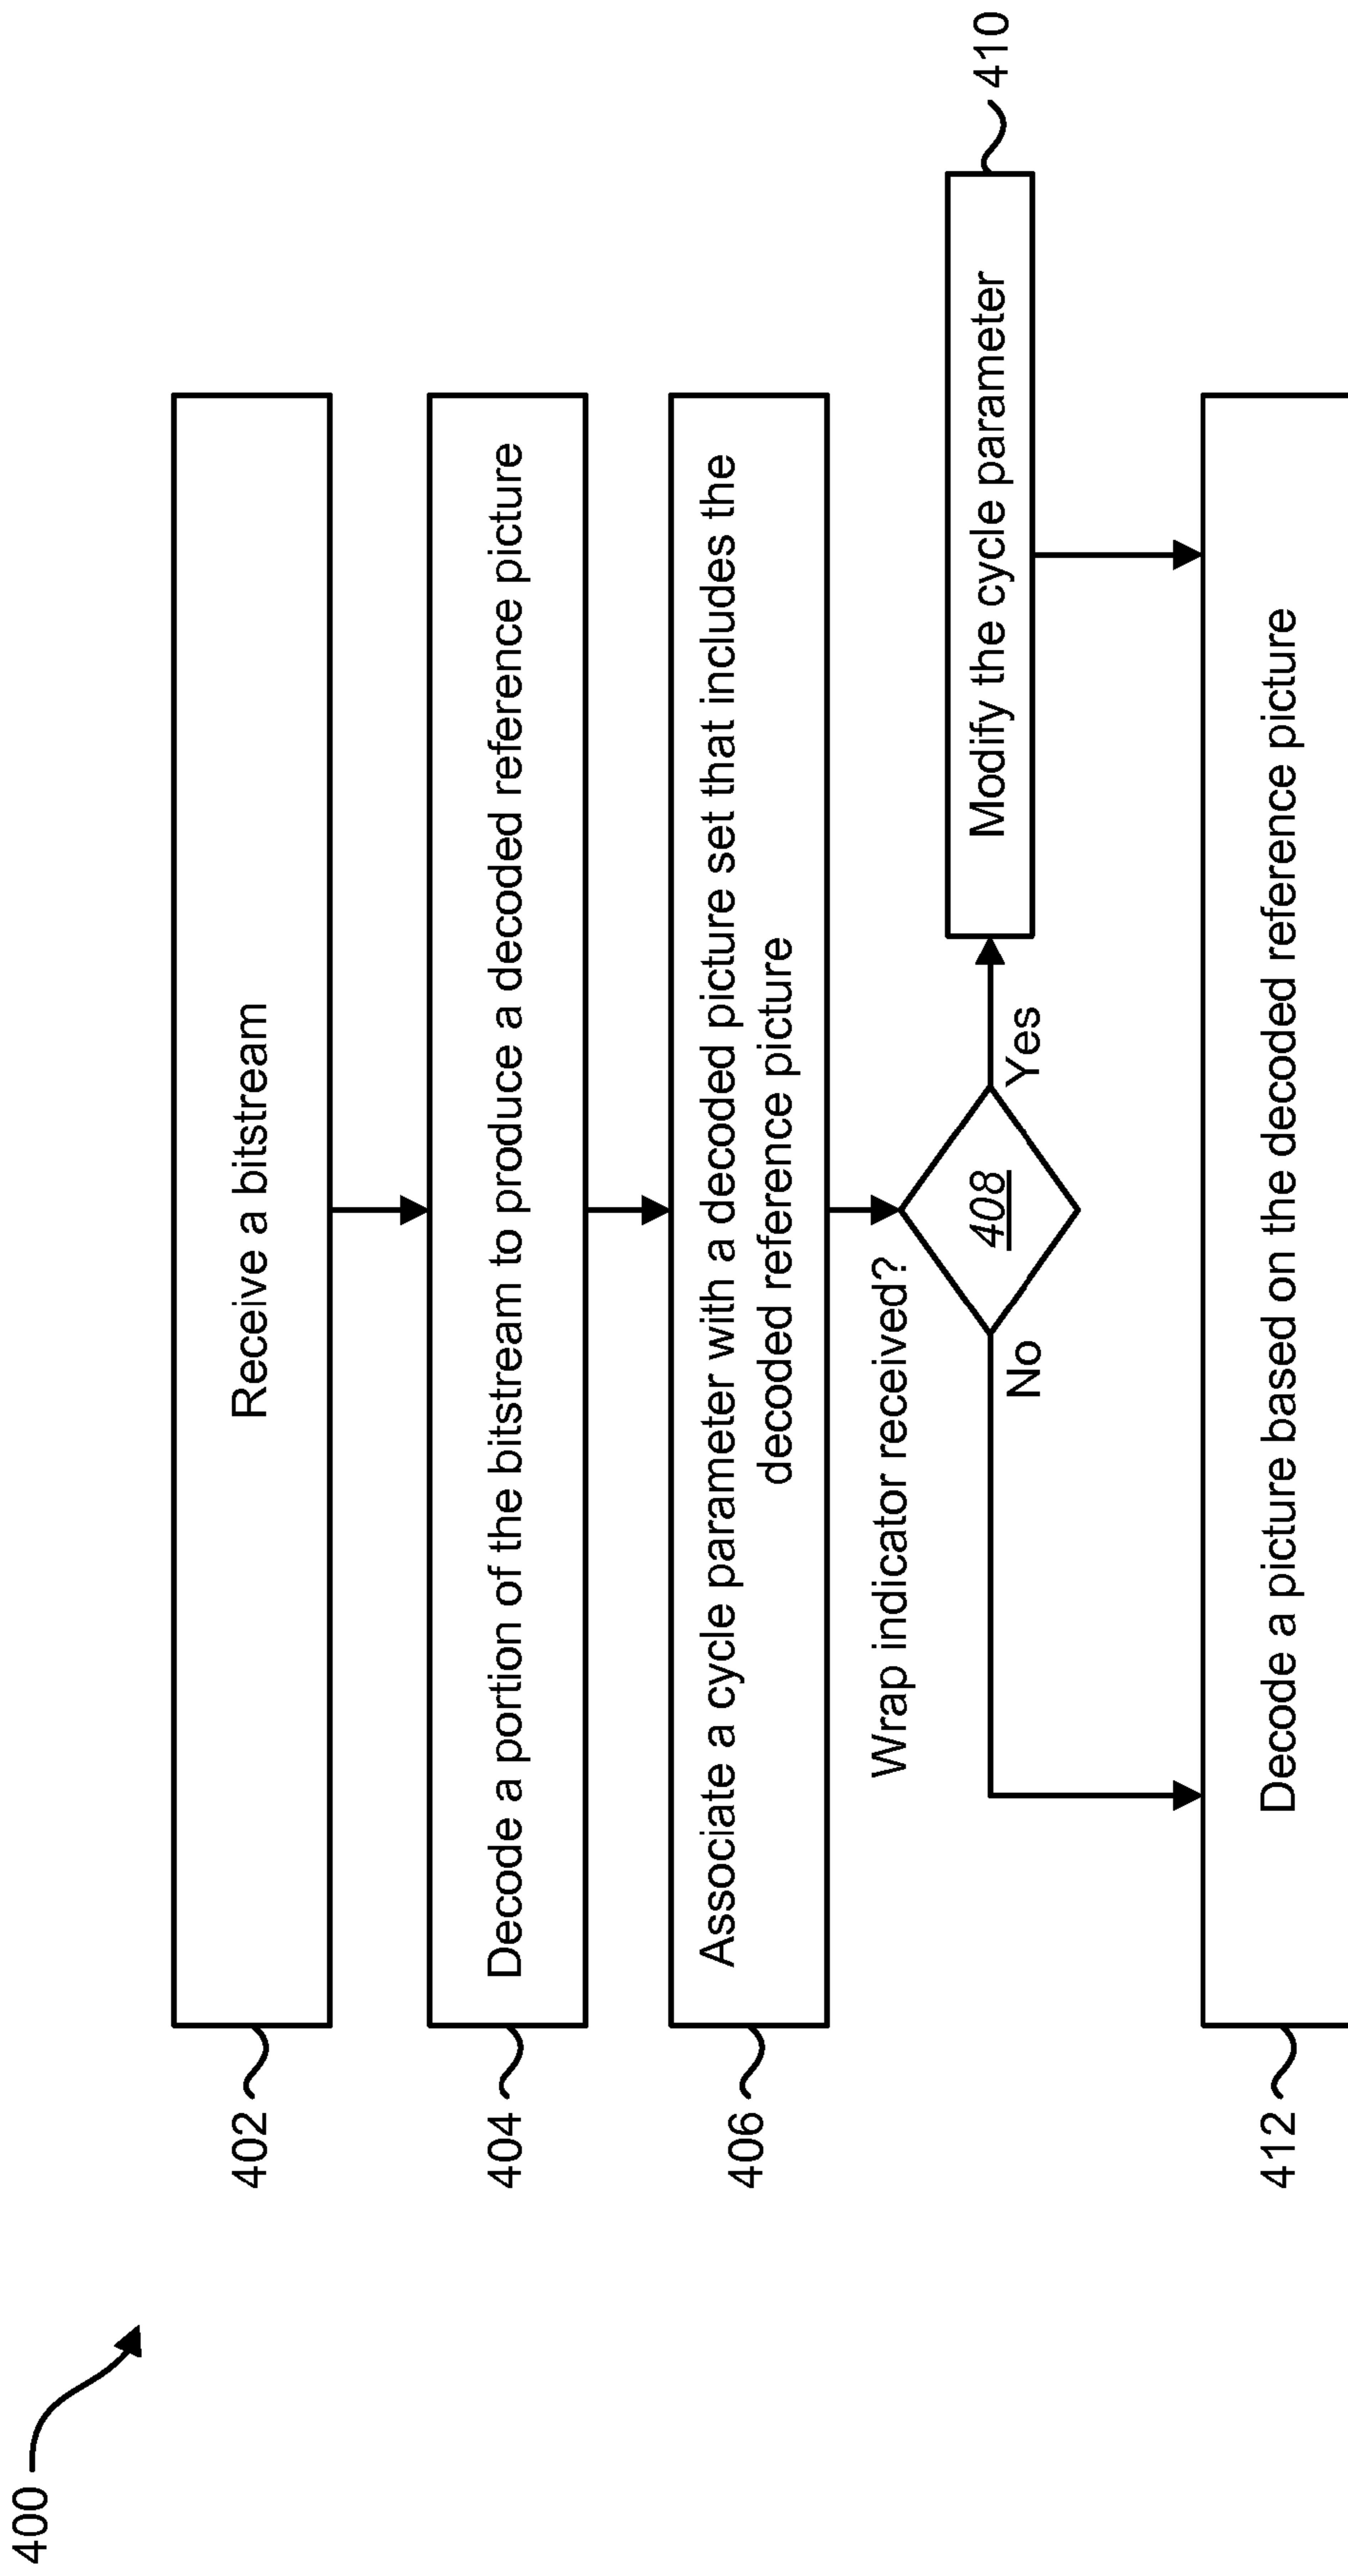 400
402
Receive a bitstream
404
Decode a portion of the bitstream to produce a decoded reference picture
406
Associate a cycle parameter with a decoded picture set that includes the
decoded reference picture
Wrap indicator received?
408
No
Yes
Modify the cycle parameter
410
412
Decode a picture based on the decoded reference picture